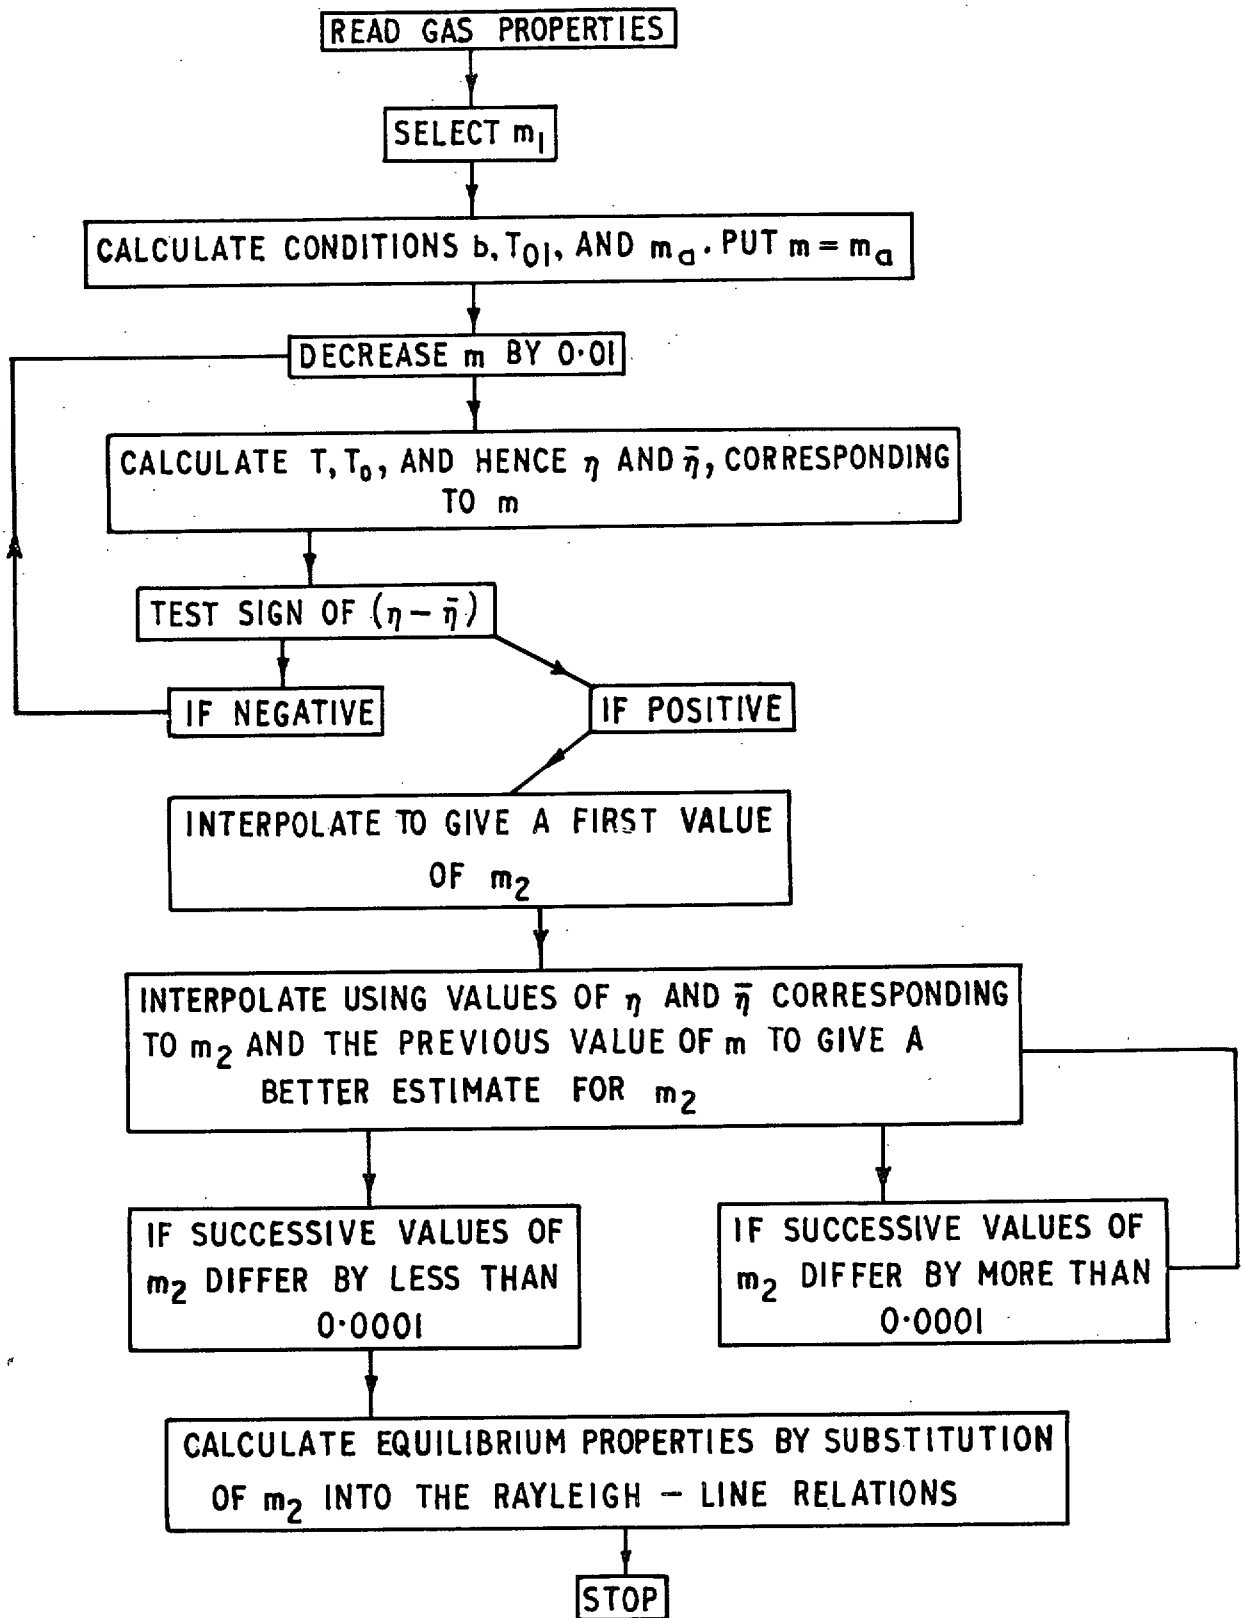 READ GAS PROPERTIES
SELECT m₁
CALCULATE CONDITIONS b, T₀₁, AND mₐ. PUT m = mₐ
DECREASE m BY 0·01
CALCULATE T, T₀, AND HENCE η AND η̄, CORRESPONDING
TO m
TEST SIGN OF (η − η̄)
IF NEGATIVE
IF POSITIVE
INTERPOLATE TO GIVE A FIRST VALUE
OF m₂
INTERPOLATE USING VALUES OF η AND η̄ CORRESPONDING
TO m₂ AND THE PREVIOUS VALUE OF m TO GIVE A
BETTER ESTIMATE FOR m₂
IF SUCCESSIVE VALUES OF
m₂ DIFFER BY LESS THAN
0·0001
IF SUCCESSIVE VALUES OF
m₂ DIFFER BY MORE THAN
0·0001
CALCULATE EQUILIBRIUM PROPERTIES BY SUBSTITUTION
OF m₂ INTO THE RAYLEIGH – LINE RELATIONS
STOP